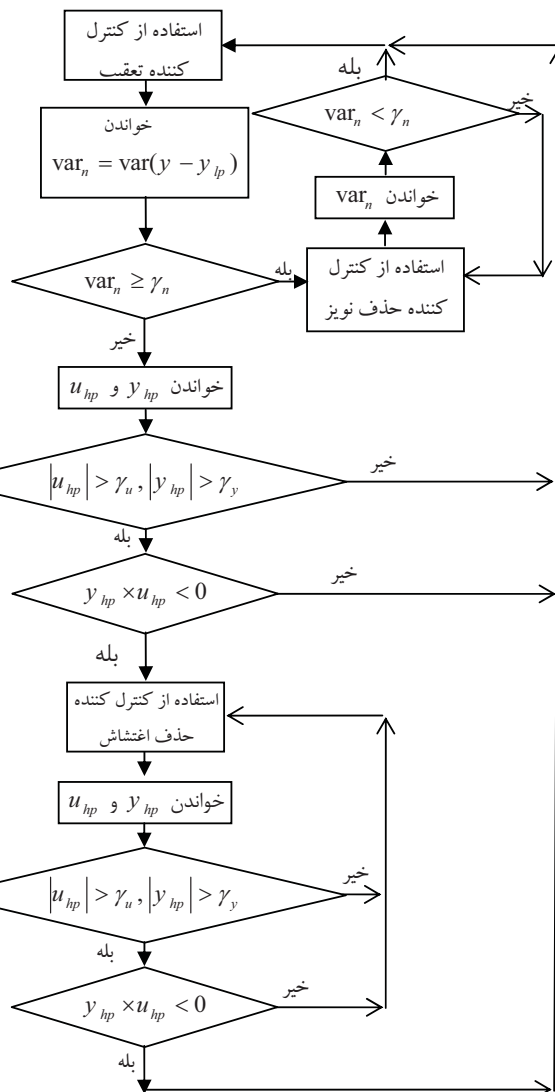 استفاده از کنترل
کننده تعقیب
خواندن
var_n = var(y − y_lp)
var_n ≥ γ_n
بله
خیر
استفاده از کنترل
کننده حذف نویز
خواندن var_n
var_n < γ_n
بله
خیر
خواندن y_hp و u_hp
|u_hp| > γ_u , |y_hp| > γ_y
خیر
بله
y_hp × u_hp < 0
خیر
بله
استفاده از کنترل کننده
حذف اغتشاش
خواندن y_hp و u_hp
|u_hp| > γ_u , |y_hp| > γ_y
خیر
بله
y_hp × u_hp < 0
خیر
بله